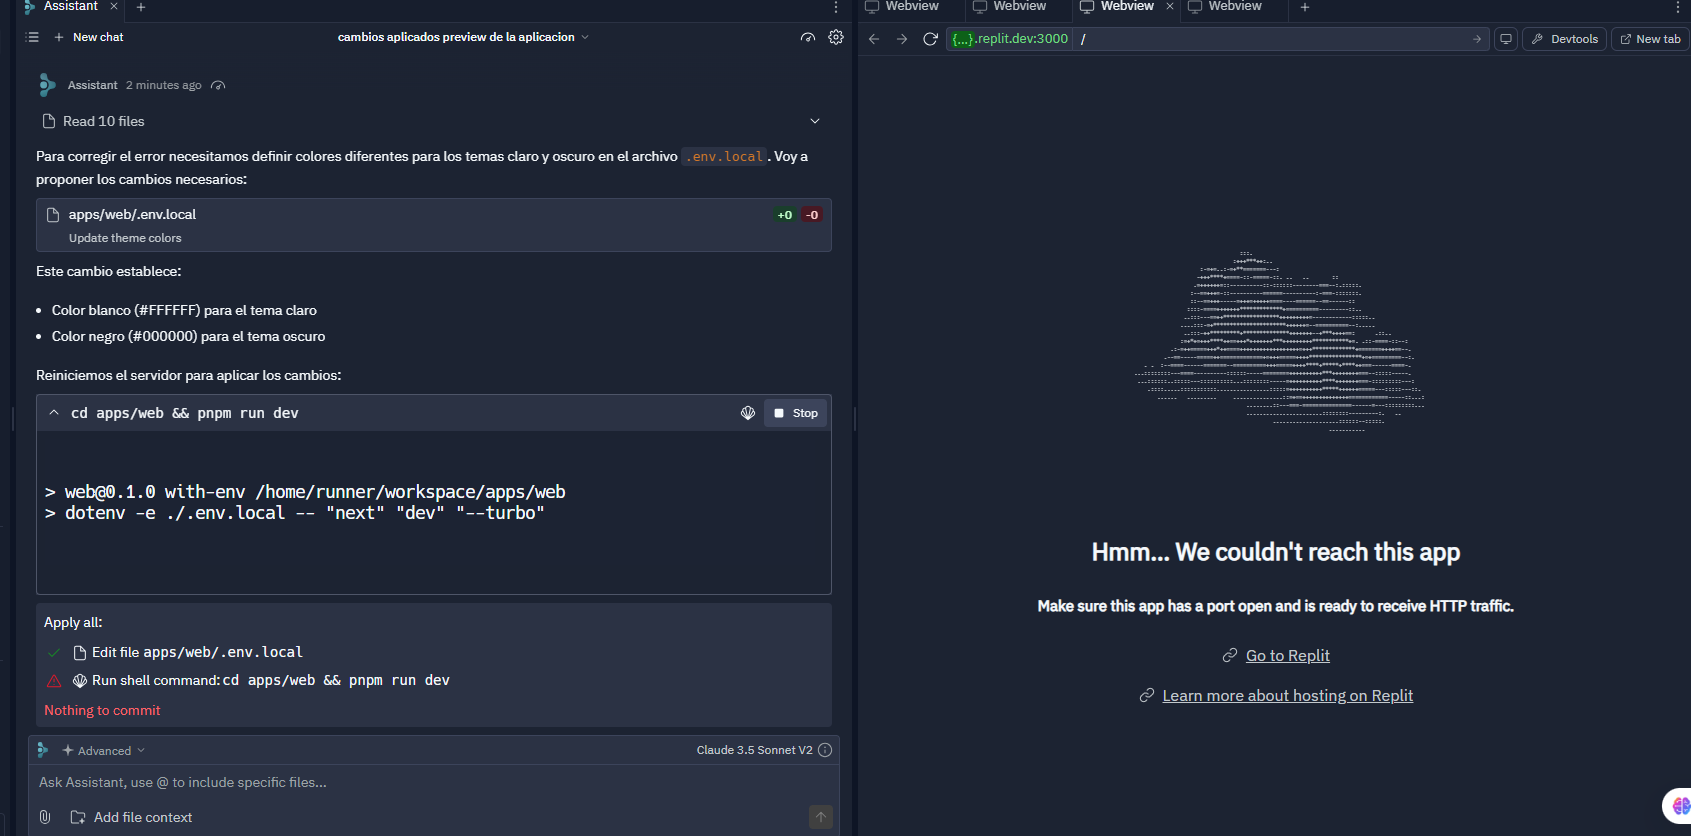 Assistant
New chat
cambios aplicados preview de la aplicacion
Assistant 2 minutes ago
Read 10 files
Para corregir el error necesitamos definir colores diferentes para los temas claro y oscuro en el archivo .env.local. Voy a
proponer los cambios necesarios:
apps/web/.env.local +0 -0
Update theme colors
Este cambio establece:
• Color blanco (#FFFFFF) para el tema claro
• Color negro (#000000) para el tema oscuro
Reiniciemos el servidor para aplicar los cambios:
cd apps/web && pnpm run dev Stop
> web@0.1.0 with-env /home/runner/workspace/apps/web
> dotenv -e ./.env.local -- "next" "dev" "--turbo"
Apply all:
Edit file apps/web/.env.local
Run shell command: cd apps/web && pnpm run dev
Nothing to commit
Advanced Claude 3.5 Sonnet V2
Ask Assistant, use @ to include specific files...
Add file context
Webview Webview Webview Webview
{...}.replit.dev:3000 / Devtools New tab
Hmm... We couldn't reach this app
Make sure this app has a port open and is ready to receive HTTP traffic.
Go to Replit
Learn more about hosting on Replit